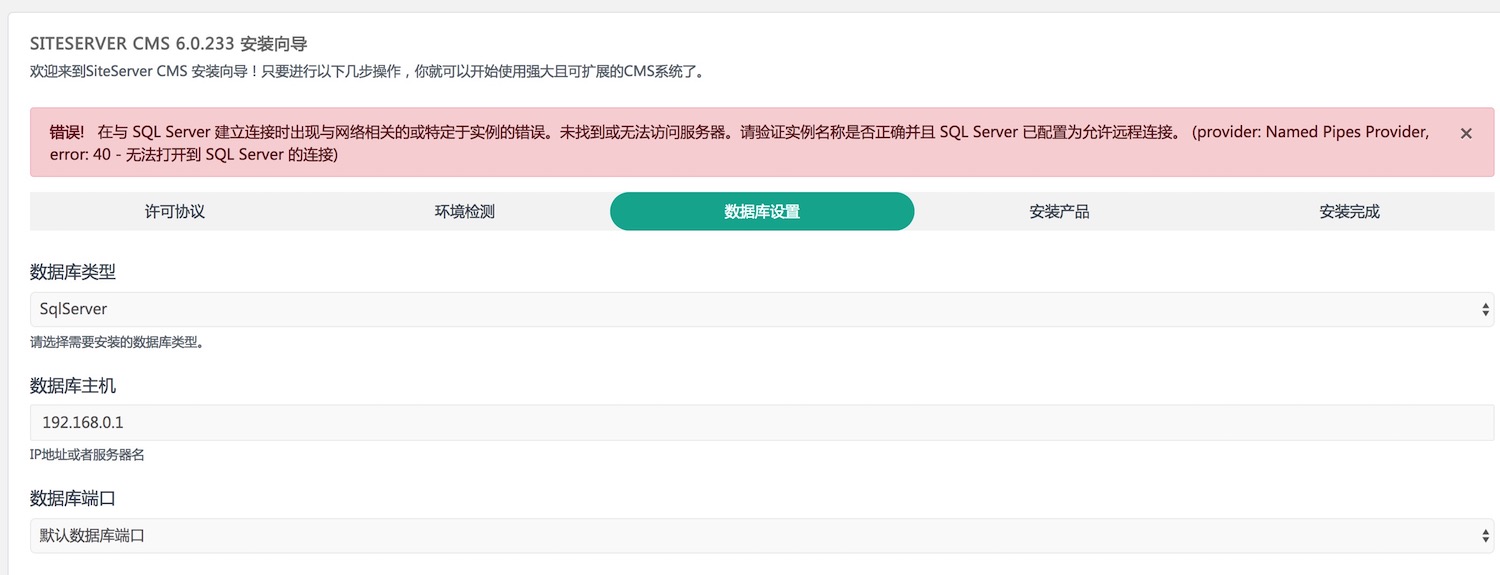 SITESERVER CMS 6.0.233 安装向导
欢迎来到SiteServer CMS 安装向导！只要进行以下几步操作，你就可以开始使用强大且可扩展的CMS系统了。
错误! 在与 SQL Server 建立连接时出现与网络相关的或特定于实例的错误。未找到或无法访问服务器。请验证实例名称是否正确并且 SQL Server 已配置为允许远程连接。 (provider: Named Pipes Provider,
error: 40 - 无法打开到 SQL Server 的连接)
许可协议 环境检测 数据库设置 安装产品 安装完成
数据库类型
SqlServer
请选择需要安装的数据库类型。
数据库主机
192.168.0.1
IP地址或者服务器名
数据库端口
默认数据库端口